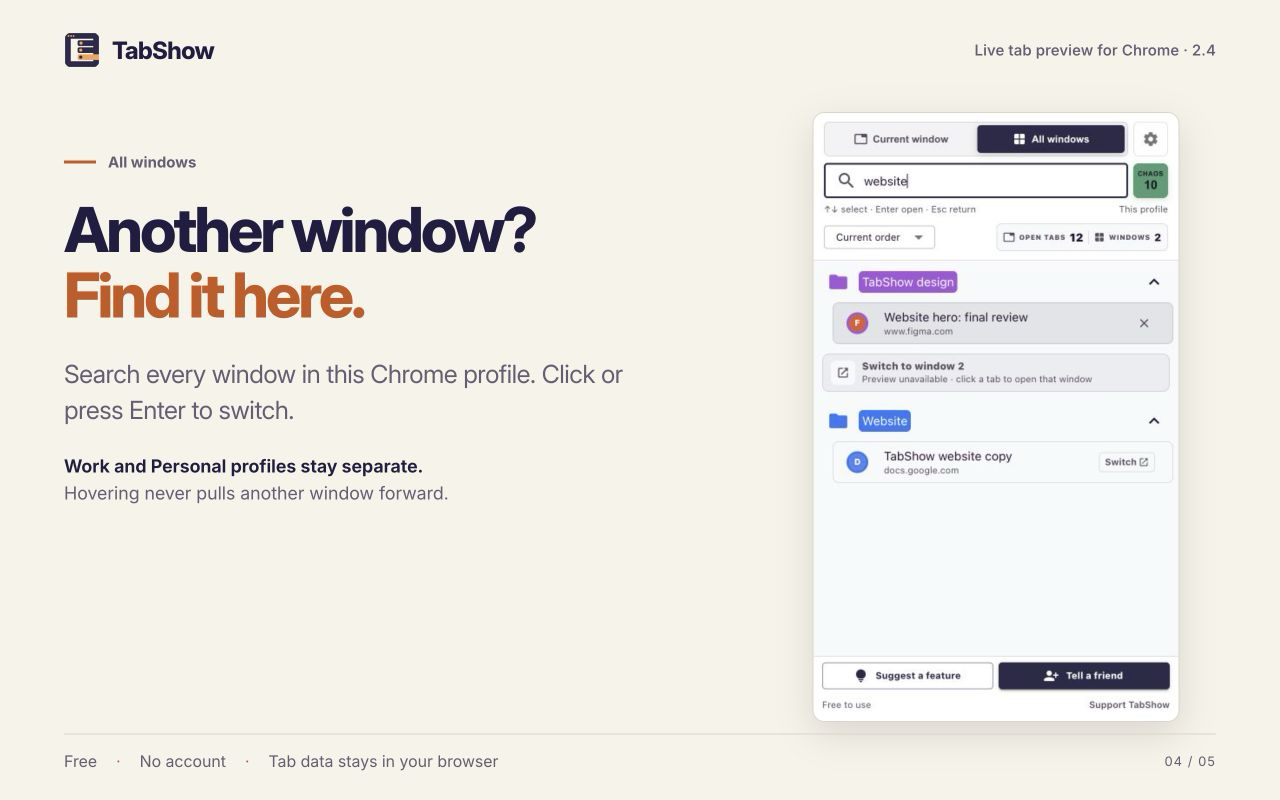 TabShow
Live tab preview for Chrome · 2.4
All windows
Another window?
Find it here.
Search every window in this Chrome profile. Click or
press Enter to switch.
Work and Personal profiles stay separate.
Hovering never pulls another window forward.
Current window
All windows
website
CHAOS
10
↑↓ select · Enter open · Esc return
This profile
Current order
OPEN TABS 12
WINDOWS 2
TabShow design
F
Website hero: final review
www.figma.com
Switch to window 2
Preview unavailable · click a tab to open that window
Website
D
TabShow website copy
docs.google.com
Switch
Suggest a feature
Tell a friend
Free to use
Support TabShow
Free · No account · Tab data stays in your browser
04 / 05